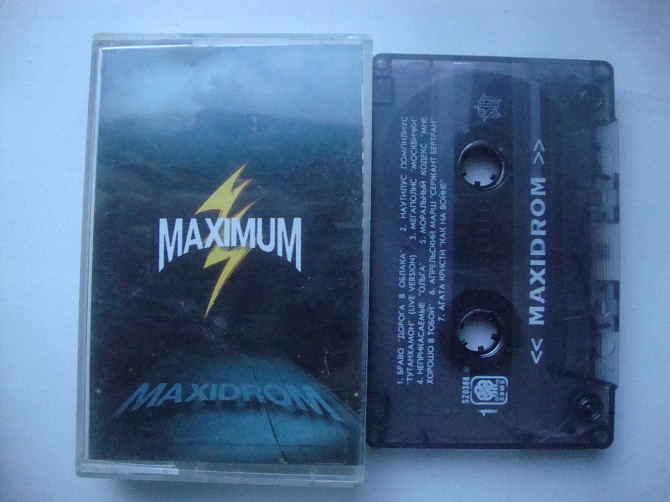 MAXIMUM
MAXIDROM
1. БРАВО "ДОРОГА В ОБЛАКА" 2. НАУТИЛУС ПОМПИЛИУС
"ТУТАНХАМОН" (LIVE VERSION) 3. МЕГАПОЛИС "МОСКВИЧКИ"
4. НЕПРИКАСАЕМЫЕ "ОЛЬГА" 5. МОРАЛЬНЫЙ КОДЕКС "МНЕ
ХОРОШО В ТОБОЙ" 6. АПРЕЛЬСКИЙ МАРШ "СЕРЖАНТ БЕРТРАН"
7. АГАТА КРИСТИ "КАК НА ВОЙНЕ"
<< MAXIDROM >>
1
SZ0388